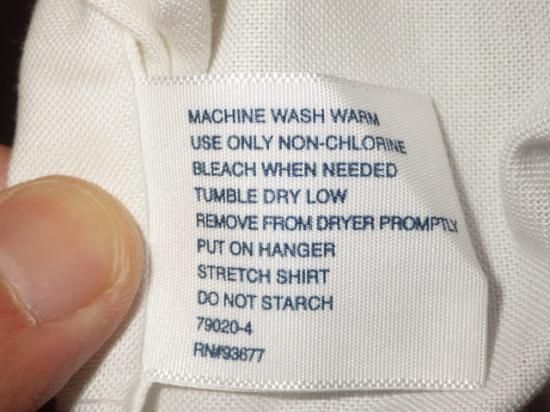 MACHINE WASH WARM
USE ONLY NON-CHLORINE
BLEACH WHEN NEEDED
TUMBLE DRY LOW
REMOVE FROM DRYER PROMPTLY
PUT ON HANGER
STRETCH SHIRT
DO NOT STARCH
79020-4
RN#93677